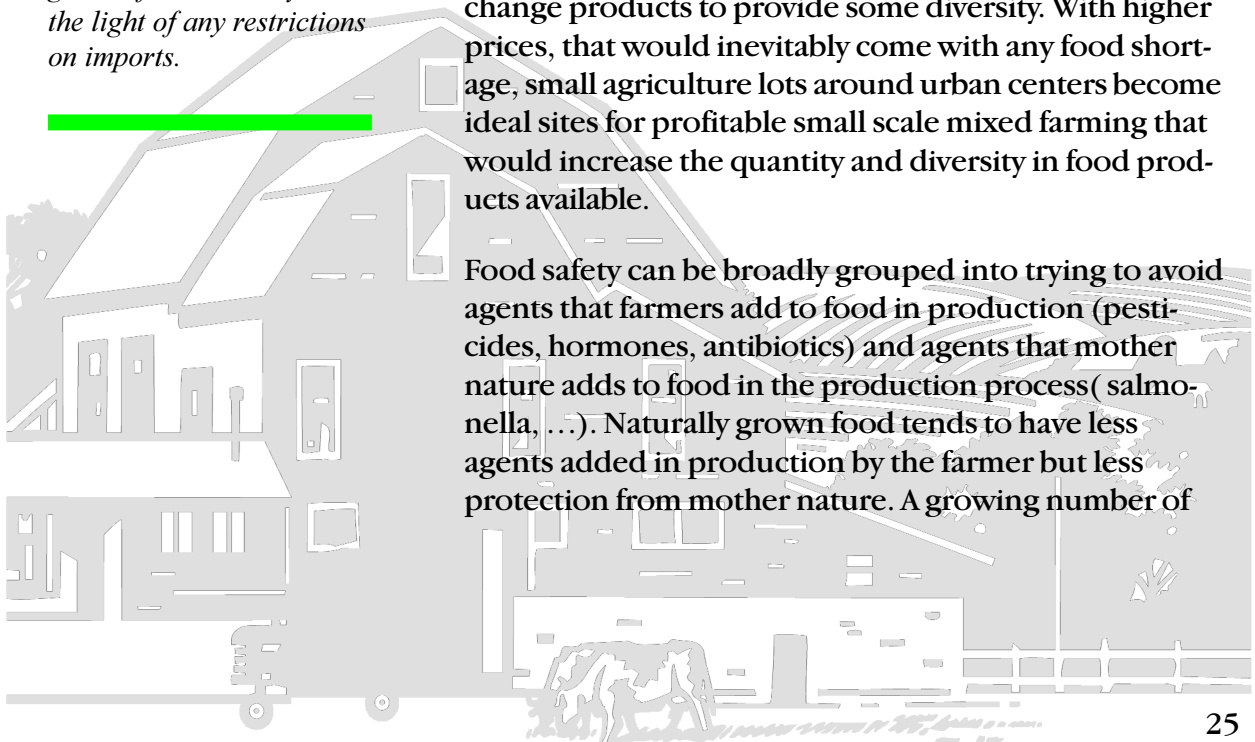 the light of any restrictions
on imports.
change products to provide some diversity. With higher
prices, that would inevitably come with any food short-
age, small agriculture lots around urban centers become
ideal sites for profitable small scale mixed farming that
would increase the quantity and diversity in food prod-
ucts available.
Food safety can be broadly grouped into trying to avoid
agents that farmers add to food in production (pesti-
cides, hormones, antibiotics) and agents that mother
nature adds to food in the production process( salmo-
nella, …). Naturally grown food tends to have less
agents added in production by the farmer but less
protection from mother nature. A growing number of
25